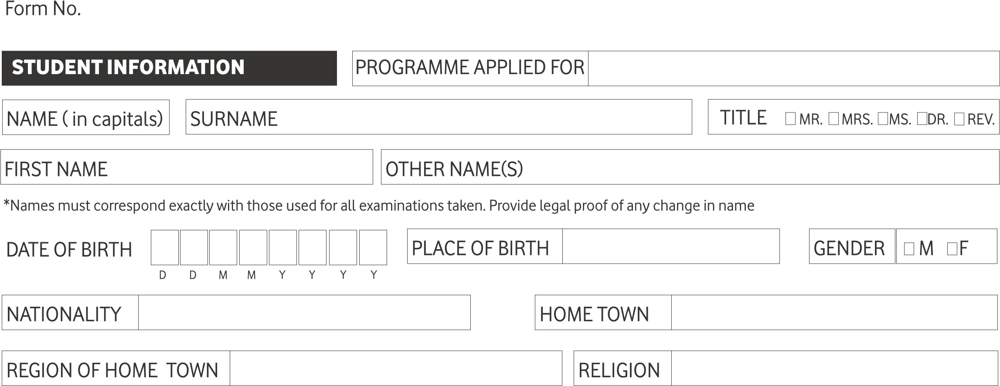 Form No.
STUDENT INFORMATION PROGRAMME APPLIED FOR
NAME ( in capitals) SURNAME TITLE MR. MRS. MS. DR. REV.
FIRST NAME OTHER NAME(S)
*Names must correspond exactly with those used for all examinations taken. Provide legal proof of any change in name
DATE OF BIRTH PLACE OF BIRTH GENDER M F
D D M M Y Y Y Y
NATIONALITY HOME TOWN
REGION OF HOME TOWN RELIGION